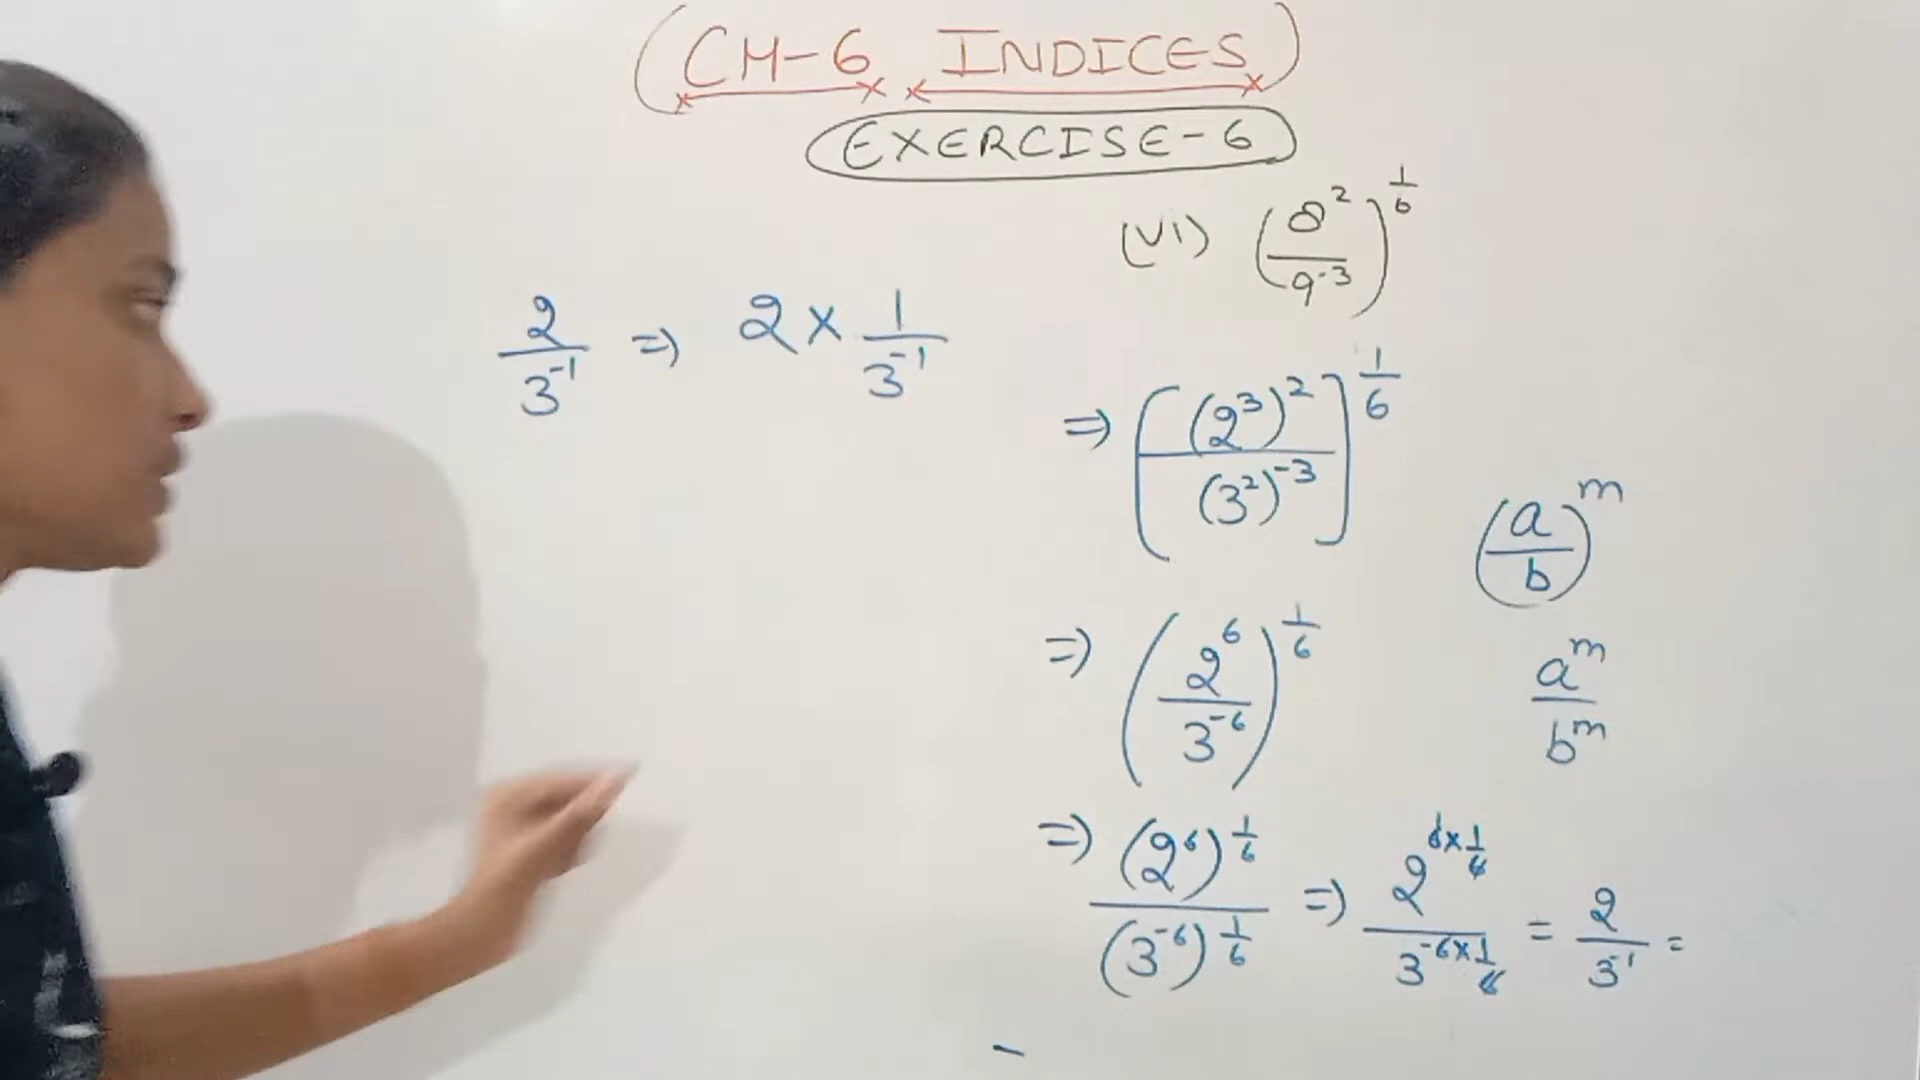 (CH-6 INDICES)
EXERCISE-6
(VI) (8²/9⁻³)^(1/6)
2/3⁻¹ ⇒ 2 × 1/3⁻¹
⇒ [(2³)²/(3²)⁻³]^(1/6)
(a/b)^m
⇒ (2⁶/3⁻⁶)^(1/6)
a^m/b^m
⇒ (2⁶)^(1/6)/(3⁻⁶)^(1/6) ⇒ 2^(6×1/6)/3^(-6×1/6) = 2/3⁻¹ =